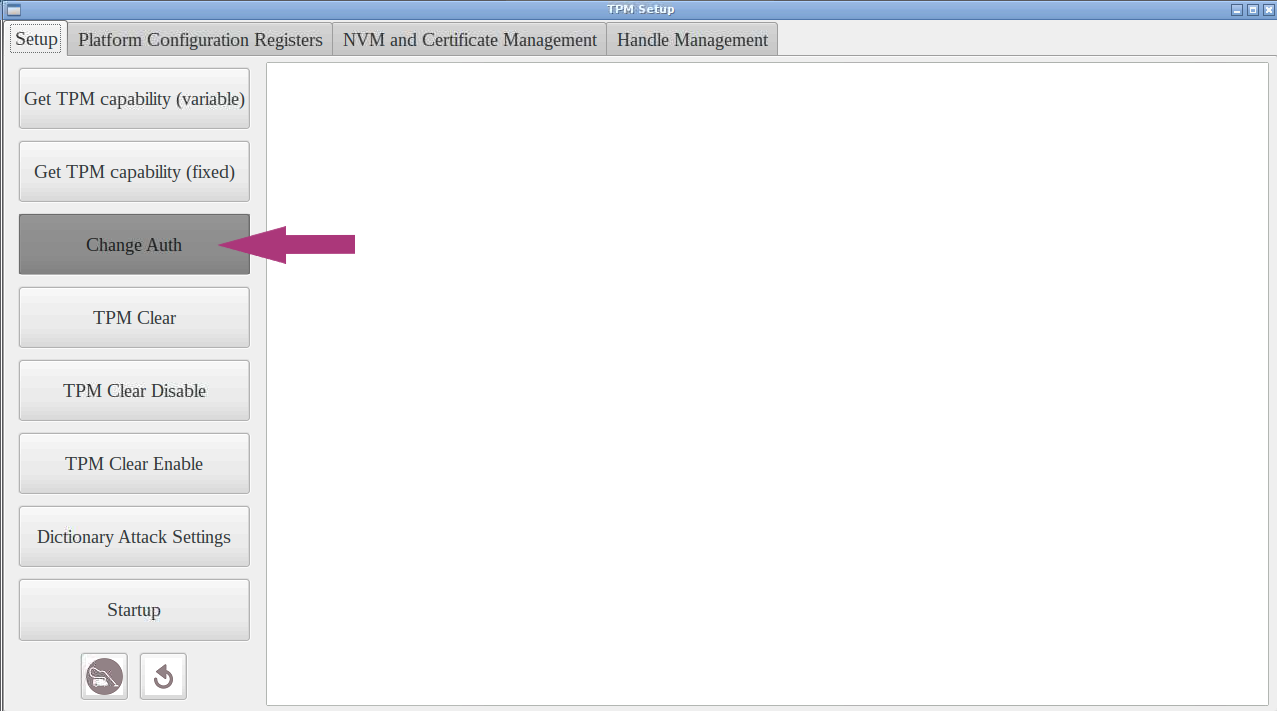 TPM Setup
Setup
Platform Configuration Registers
NVM and Certificate Management
Handle Management
Get TPM capability (variable)
Get TPM capability (fixed)
Change Auth
TPM Clear
TPM Clear Disable
TPM Clear Enable
Dictionary Attack Settings
Startup